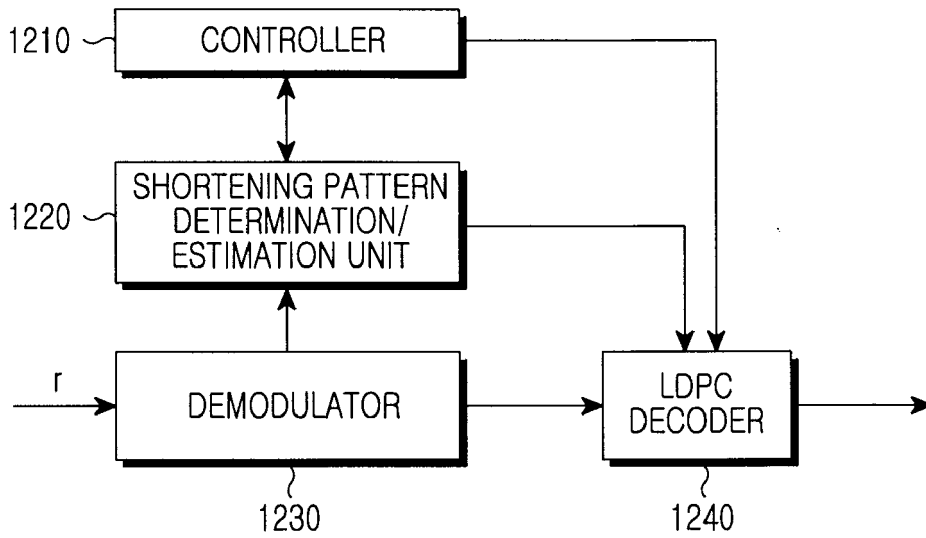 1210
CONTROLLER
1220
SHORTENING PATTERN
DETERMINATION/
ESTIMATION UNIT
r
DEMODULATOR
LDPC
DECODER
1230
1240